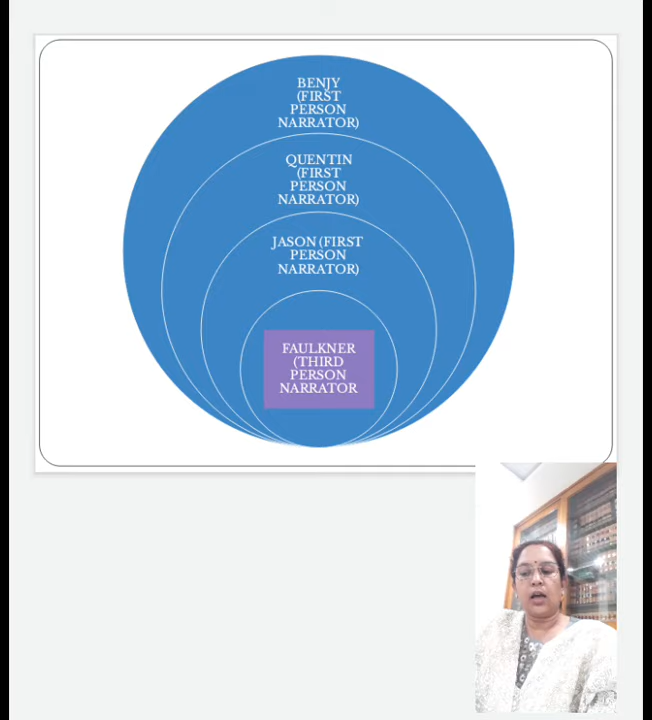 BENJY
(FIRST
PERSON
NARRATOR)
QUENTIN
(FIRST
PERSON
NARRATOR)
JASON (FIRST
PERSON
NARRATOR)
FAULKNER
(THIRD
PERSON
NARRATOR